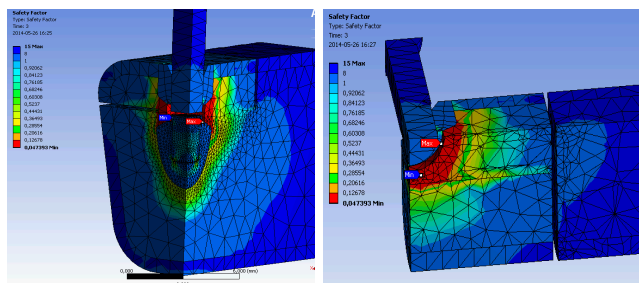 Safety Factor
Type: Safety Factor
Time: 3
2014-05-26 16:25
15 Max
8
1
0,92062
0,84123
0,76185
0,68246
0,60308
0,5237
0,44431
0,36493
0,28554
0,20616
0,12678
0,047393 Min
Min
Max
0,000
6,000 (mm)
Safety Factor
Type: Safety Factor
Time: 3
2014-05-26 16:27
15 Max
8
1
0,92062
0,84123
0,76185
0,68246
0,60308
0,5237
0,44431
0,36493
0,28554
0,20616
0,12678
0,047393 Min
Max
Min